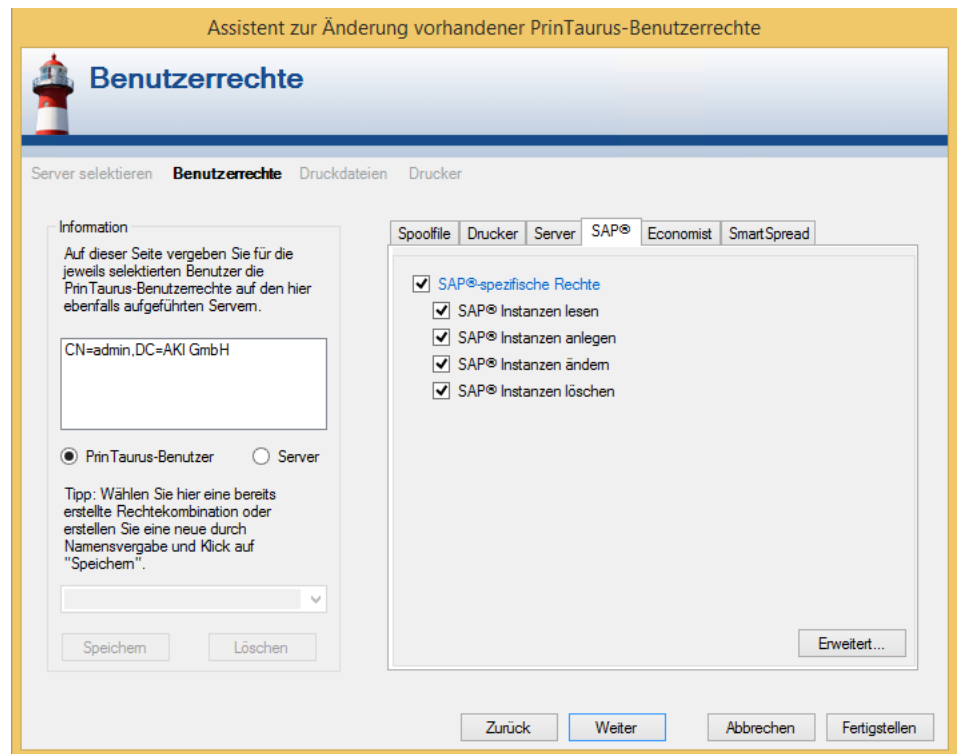 Assistent zur Änderung vorhandener PrinTaurus-Benutzerrechte
Benutzerrechte
Server selektieren Benutzerrechte Druckdateien Drucker
Information
Auf dieser Seite vergeben Sie für die
jeweils selektierten Benutzer die
PrinTaurus-Benutzerrechte auf den hier
ebenfalls aufgeführten Servern.
CN=admin,DC=AKI GmbH
PrinTaurus-Benutzer Server
Tipp: Wählen Sie hier eine bereits
erstellte Rechtekombination oder
erstellen Sie eine neue durch
Namensvergabe und Klick auf
"Speichern".
Speichern Löschen
Spoolfile Drucker Server SAP® Economist SmartSpread
SAP®-spezifische Rechte
SAP® Instanzen lesen
SAP® Instanzen anlegen
SAP® Instanzen ändern
SAP® Instanzen löschen
Erweitert...
Zurück Weiter Abbrechen Fertigstellen